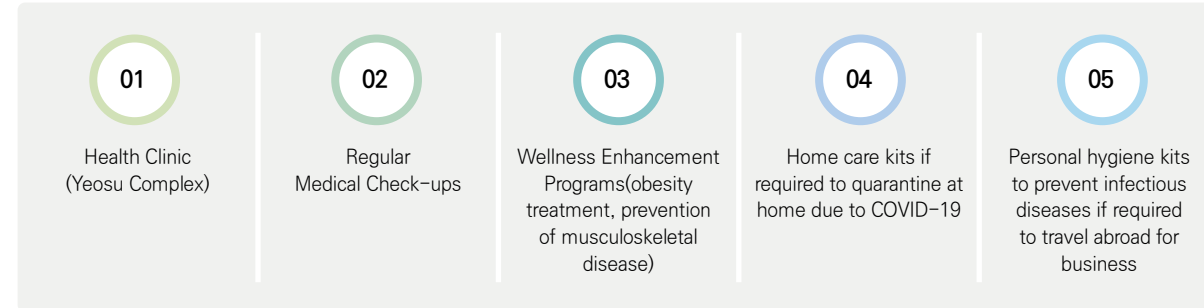 01
Health Clinic
(Yeosu Complex)
02
Regular
Medical Check-ups
03
Wellness Enhancement
Programs(obesity
treatment, prevention
of musculoskeletal
disease)
04
Home care kits if
required to quarantine at
home due to COVID-19
05
Personal hygiene kits
to prevent infectious
diseases if required
to travel abroad for
business